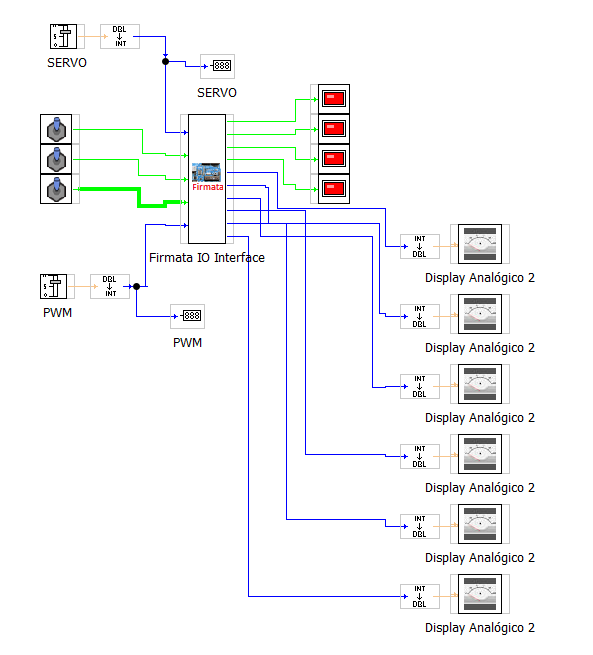 DBL
INT
SERVO
888
SERVO
Firmata
Firmata IO Interface
INT
DBL
Display Analógico 2
DBL
INT
PWM
888
PWM
INT
DBL
Display Analógico 2
INT
DBL
Display Analógico 2
INT
DBL
Display Analógico 2
INT
DBL
Display Analógico 2
INT
DBL
Display Analógico 2